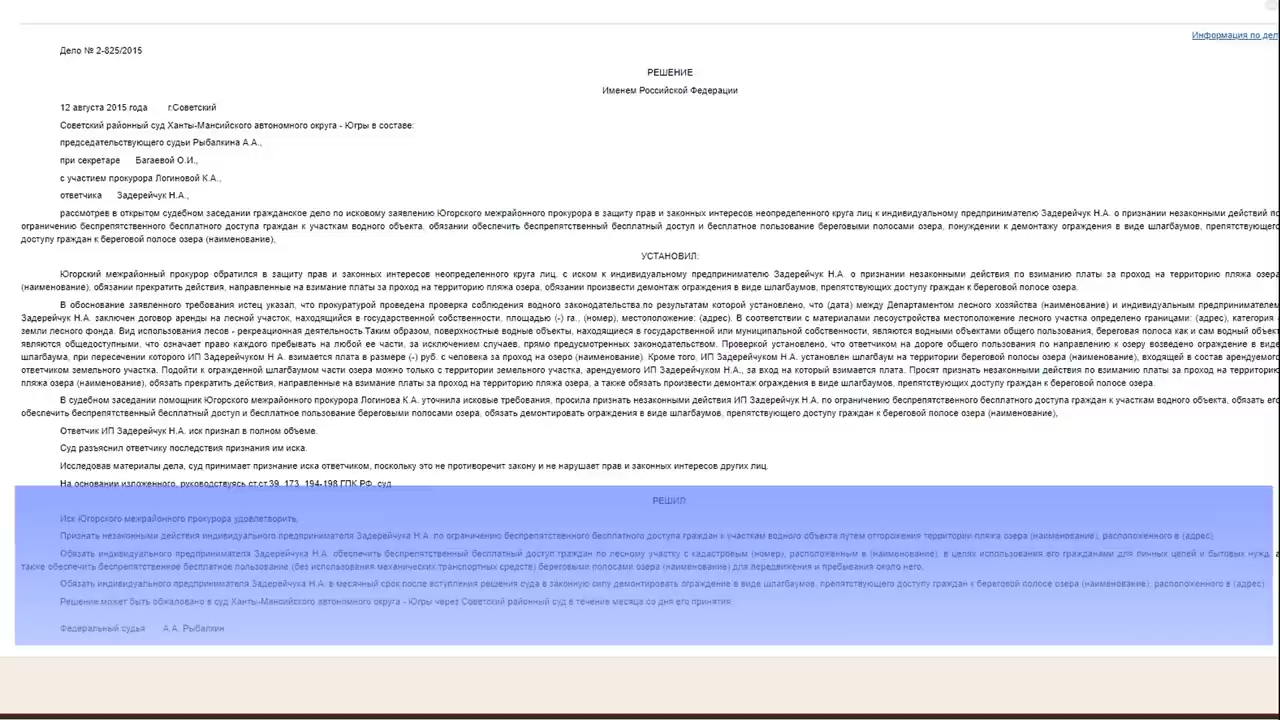 Информация по дел
Дело № 2-825/2015
РЕШЕНИЕ
Именем Российской Федерации
12 августа 2015 года г.Советский
Советский районный суд Ханты-Мансийского автономного округа - Югры в составе:
председательствующего судьи Рыбалкина А.А.,
при секретаре Багаевой О.И.,
с участием прокурора Логиновой К.А.,
ответчика Задерейчук Н.А.,
рассмотрев в открытом судебном заседании гражданское дело по исковому заявлению Югорского межрайонного прокурора в защиту прав и законных интересов неопределенного круга лиц к индивидуальному предпринимателю Задерейчук Н.А. о признании незаконными действий по
ограничению беспрепятственного бесплатного доступа граждан к участкам водного объекта, обязании обеспечить беспрепятственный бесплатный доступ и бесплатное пользование береговыми полосами озера, понуждении к демонтажу ограждения в виде шлагбаумов, препятствующего
доступу граждан к береговой полосе озера (наименование),
УСТАНОВИЛ:
Югорский межрайонный прокурор обратился в защиту прав и законных интересов неопределенного круга лиц, с иском к индивидуальному предпринимателю Задерейчук Н.А. о признании незаконными действия по взиманию платы за проход на территорию пляжа озера
(наименование), обязании прекратить действия, направленные на взимание платы за проход на территорию пляжа озера, обязании произвести демонтаж ограждения в виде шлагбаумов, препятствующих доступу граждан к береговой полосе озера.
В обоснование заявленного требования истец указал, что прокуратурой проведена проверка соблюдения водного законодательства,по результатам которой установлено, что (дата) между Департаментом лесного хозяйства (наименование) и индивидуальным предпринимателем
Задерейчук Н.А. заключен договор аренды на лесной участок, находящийся в государственной собственности, площадью (-) га., (номер), местоположение: (адрес). В соответствии с материалами лесоустройства местоположение лесного участка определено границами: (адрес), категория
земли лесного фонда. Вид использования лесов - рекреационная деятельность Таким образом, поверхностные водные объекты, находящиеся в государственной или муниципальной собственности, являются водными объектами общего пользования, береговая полоса как и сам водный объект
являются общедоступными, что означает право каждого пребывать на любой ее части, за исключением случаев, прямо предусмотренных законодательством. Проверкой установлено, что ответчиком на дороге общего пользования по направлению к озеру возведено ограждение в виде
шлагбаума, при пересечении которого ИП Задерейчуком Н.А. взимается плата в размере (-) руб. с человека за проход на озеро (наименование). Кроме того, ИП Задерейчуком Н.А. установлен шлагбаум на территории береговой полосы озера (наименование), входящей в состав арендуемого
ответчиком земельного участка. Подойти к огражденной шлагбаумом части озера можно только с территории земельного участка, арендуемого ИП Задерейчуком Н.А., за вход на который взимается плата. Просят признать незаконными действия по взиманию платы за проход на территорию
пляжа озера (наименование), обязать прекратить действия, направленные на взимание платы за проход на территорию пляжа озера, а также обязать произвести демонтаж ограждения в виде шлагбаумов, препятствующих доступу граждан к береговой полосе озера.
В судебном заседании помощник Югорского межрайонного прокурора Логинова К.А. уточнила исковые требования, просила признать незаконными действия ИП Задерейчук Н.А. по ограничению беспрепятственного бесплатного доступа граждан к участкам водного объекта, обязать его
обеспечить беспрепятственный бесплатный доступ и бесплатное пользование береговыми полосами озера, обязать демонтировать ограждения в виде шлагбаумов, препятствующего доступу граждан к береговой полосе озера (наименование),
Ответчик ИП Задерейчук Н.А. иск признал в полном объеме.
Суд разъяснил ответчику последствия признания им иска.
Исследовав материалы дела, суд принимает признание иска ответчиком, поскольку это не противоречит закону и не нарушает прав и законных интересов других лиц.
На основании изложенного, руководствуясь ст.ст.39, 173, 194-198 ГПК РФ, суд
РЕШИЛ:
Иск Югорского межрайонного прокурора удовлетворить.
Признать незаконными действия индивидуального предпринимателя Задерейчука Н.А. по ограничению беспрепятственного бесплатного доступа граждан к участкам водного объекта путем отгорожения территории пляжа озера (наименование), расположенного в (адрес)
Обязать индивидуального предпринимателя Задерейчука Н.А. обеспечить беспрепятственный бесплатный доступ граждан по лесному участку с кадастровым (номер), расположенным в (наименование), в целях использования его гражданами для личных целей и бытовых нужд, а
также обеспечить беспрепятственное бесплатное пользование (без использования механических транспортных средств) береговыми полосами озера (наименование) для передвижения и пребывания около него.
Обязать индивидуального предпринимателя Задерейчука Н.А. в месячный срок после вступления решения суда в законную силу демонтировать ограждение в виде шлагбаумов, препятствующего доступу граждан к береговой полосе озера (наименование), расположенного в (адрес)
Решение может быть обжаловано в суд Ханты-Мансийского автономного округа - Югры через Советский районный суд в течение месяца со дня его принятия.
Федеральный судья А.А. Рыбалкин